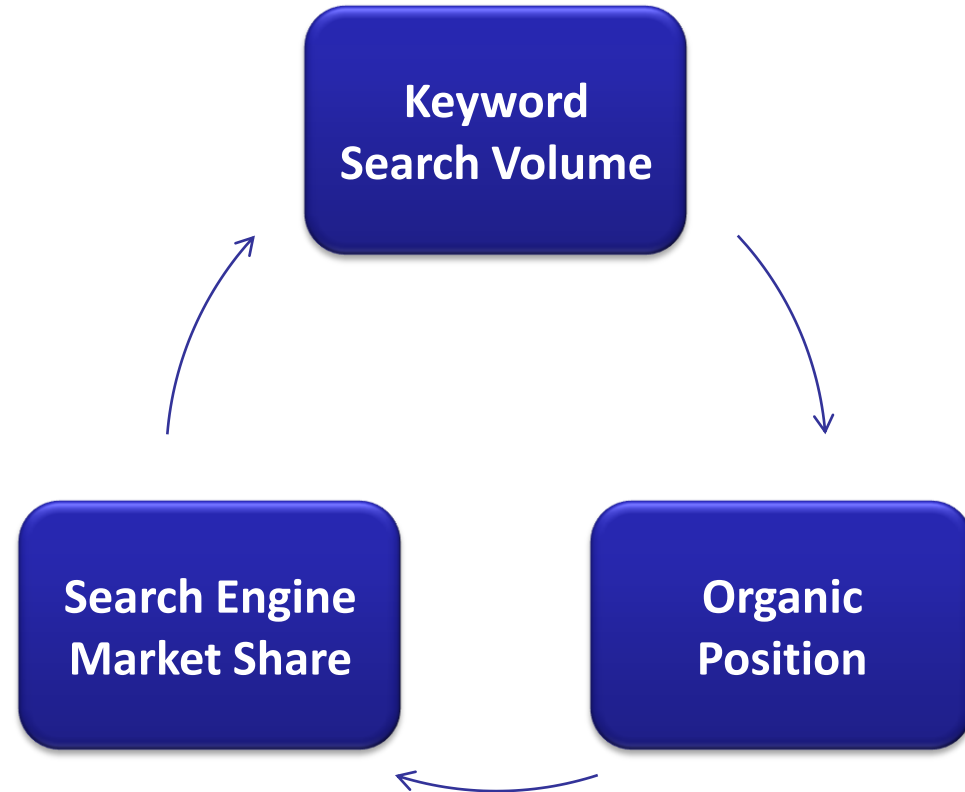 Keyword
Search Volume
Search Engine
Market Share
Organic
Position